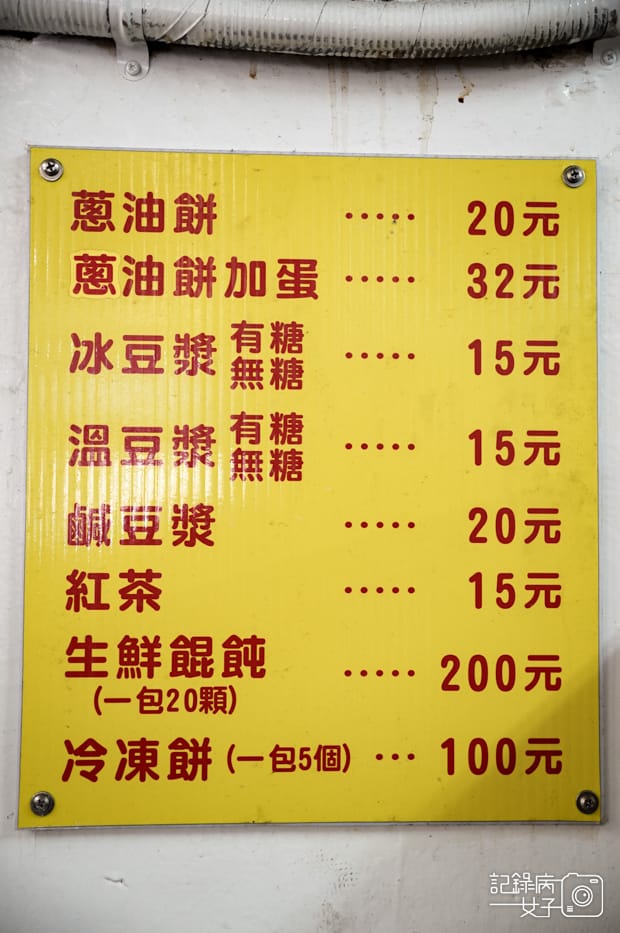 蔥油餅 ····· 20元
蔥油餅加蛋 ····· 32元
冰豆漿 有糖 無糖 ····· 15元
溫豆漿 有糖 無糖 ····· 15元
鹹豆漿 ····· 20元
紅茶 ····· 15元
生鮮餛飩 ····· 200元
(一包20顆)
冷凍餅(一包5個) ··· 100元
記錄病
女子